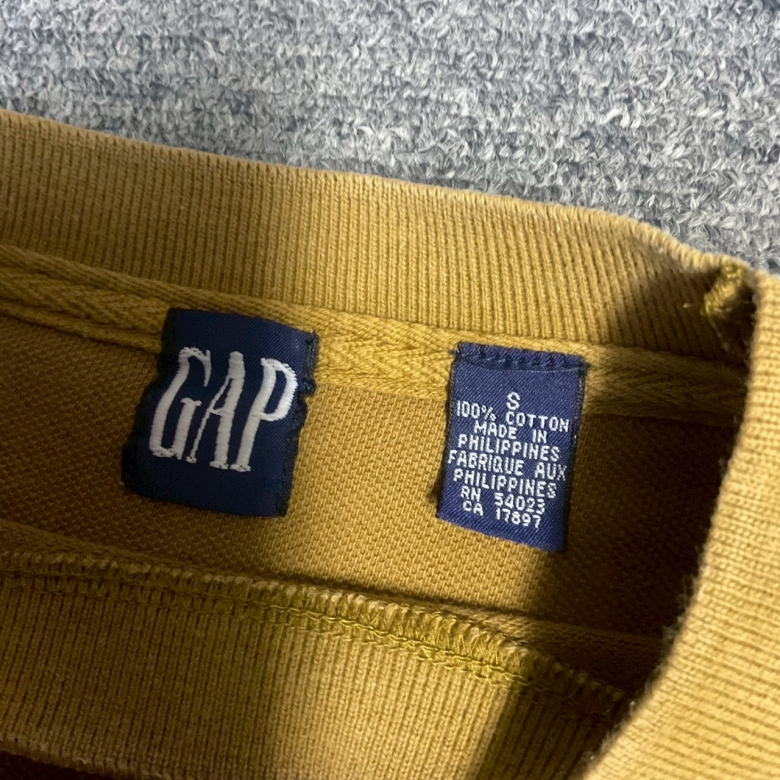 GAP
S
100% COTTON
MADE IN
PHILIPPINES
FABRIQUE AUX
PHILIPPINES
RN 54023
CA 17897